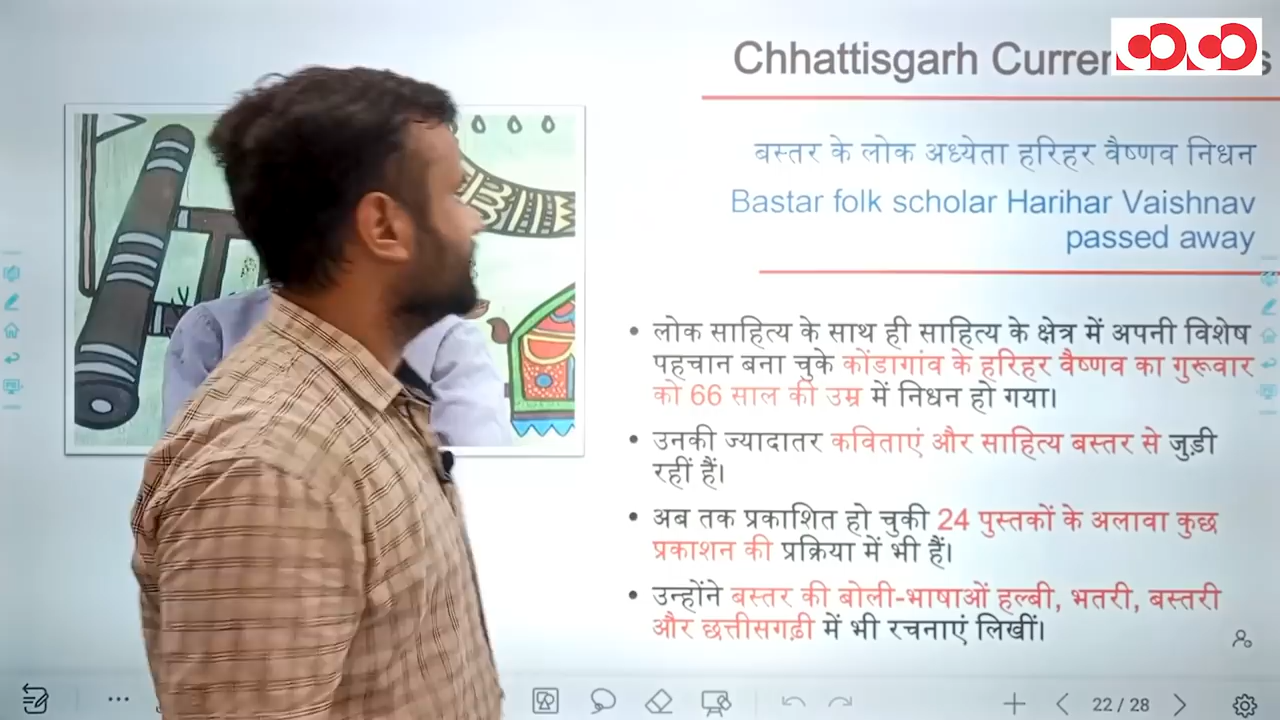 Chhattisgarh Curre
बस्तर के लोक अध्येता हरिहर वैष्णव निधन
Bastar folk scholar Harihar Vaishnav
passed away
• लोक साहित्य के साथ ही साहित्य के क्षेत्र में अपनी विशेष
पहचान बना चुके कोंडागांव के हरिहर वैष्णव का गुरूवार
को 66 साल की उम्र में निधन हो गया।
• उनकी ज्यादातर कविताएं और साहित्य बस्तर से जुड़ी
रहीं हैं।
• अब तक प्रकाशित हो चुकी 24 पुस्तकों के अलावा कुछ
प्रकाशन की प्रक्रिया में भी हैं।
• उन्होंने बस्तर की बोली-भाषाओं हल्बी, भतरी, बस्तरी
और छत्तीसगढ़ी में भी रचनाएं लिखीं।
22 / 28